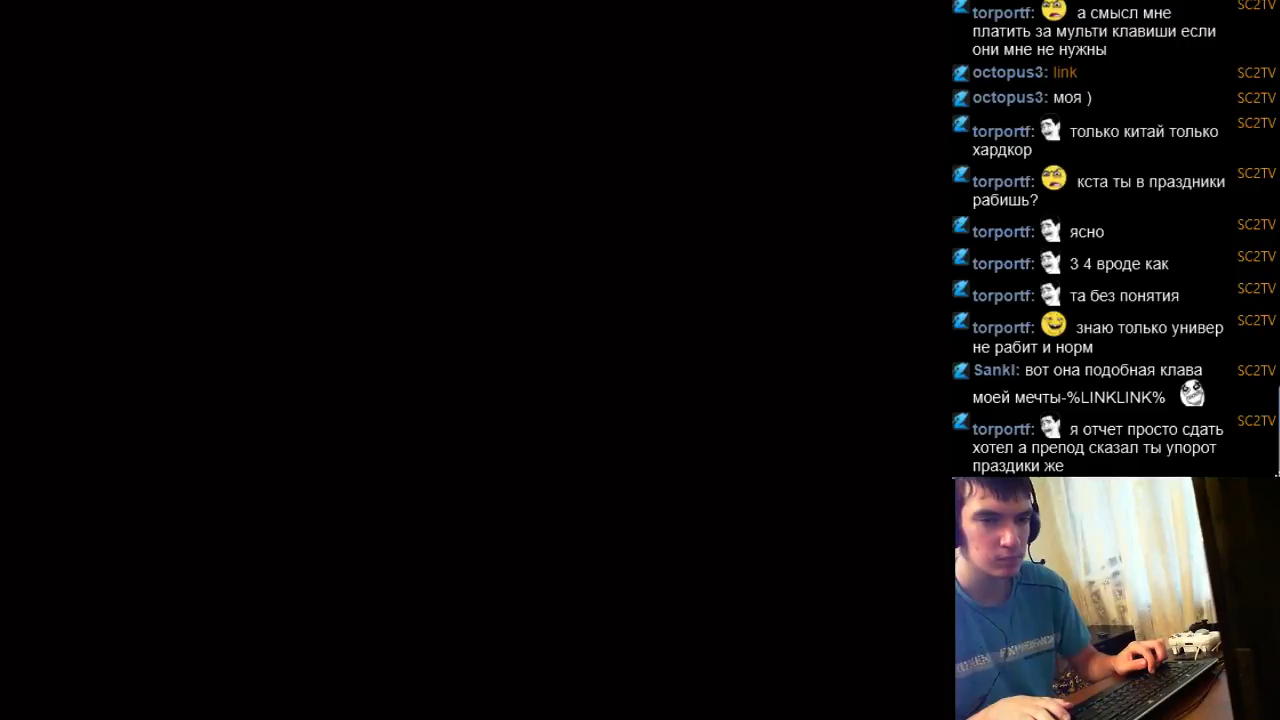 torportf: а смысл мне SC2TV
платить за мульти клавиши если
они мне не нужны
octopus3: link SC2TV
octopus3: моя ) SC2TV
torportf: только китай только SC2TV
хардкор
torportf: кста ты в праздники SC2TV
рабишь?
torportf: ясно SC2TV
torportf: 3 4 вроде как SC2TV
torportf: та без понятия SC2TV
torportf: знаю только универ SC2TV
не рабит и норм
Sankl: вот она подобная клава SC2TV
моей мечты-%LINKLINK%
torportf: я отчет просто сдать SC2TV
хотел а препод сказал ты упорот
праздики же